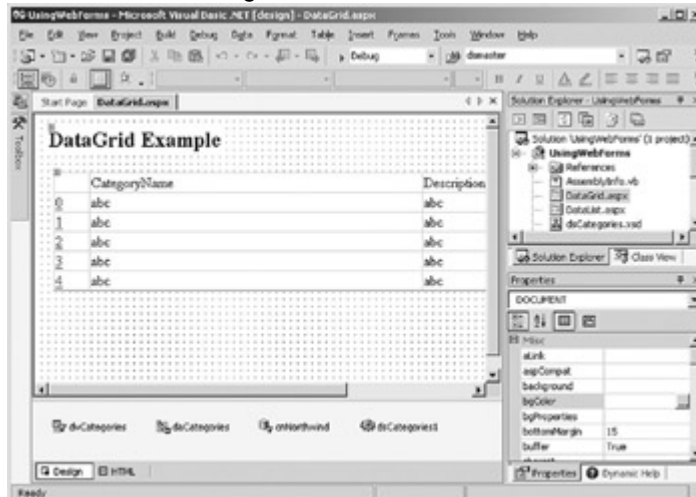 UsingWebForms - Microsoft Visual Basic .NET [design] - DataGrid.aspx
File Edit View Project Build Debug Data Format Table Insert Frames Tools Window Help
Debug
Start Page DataGrid.aspx
Toolbox
DataGrid Example
CategoryName Description
0 abc abc
1 abc abc
2 abc abc
3 abc abc
4 abc abc
dvCategories daCategories cnNorthwind dsCategories1
Design HTML
Ready
Solution Explorer - UsingWebForms
Solution 'UsingWebForms' (1 project)
UsingWebForms
References
AssemblyInfo.vb
DataGrid.aspx
DataList.aspx
dsCategories.xsd
Solution Explorer Class View
Properties
DOCUMENT
Misc
aLink
aspCompat
background
bgColor
bgProperties
bottomMargin 15
buffer True
Properties Dynamic Help